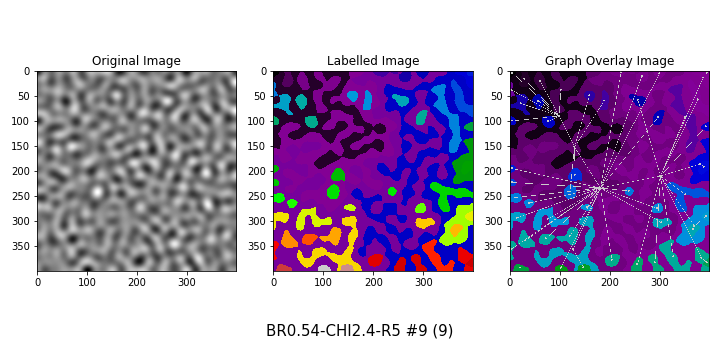 Original Image Labelled Image Graph Overlay Image
0 0 0
50 50 50
100 100 100
150 150 150
200 200 200
250 250 250
300 300 300
350 350 350
0 100 200 300 0 100 200 300 0 100 200 300
BR0.54-CHI2.4-R5 #9 (9)